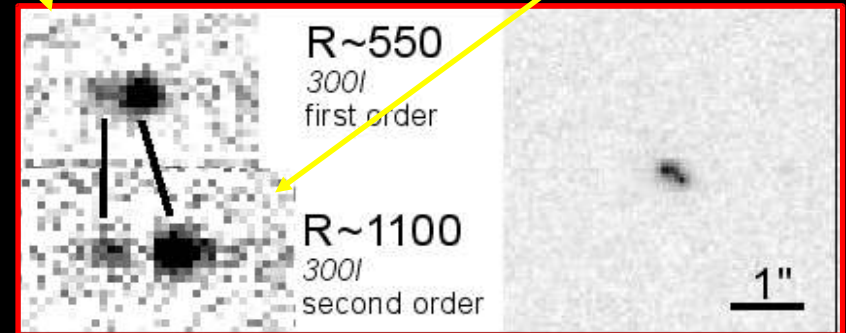 R~550
300I
first order
R~1100
300I
second order
1"